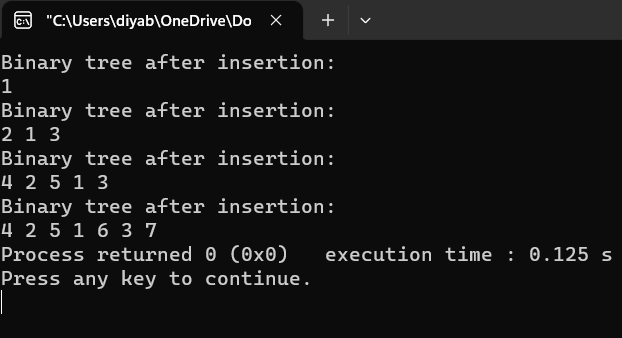 "C:\Users\diyab\OneDrive\Do
Binary tree after insertion:
1
Binary tree after insertion:
2 1 3
Binary tree after insertion:
4 2 5 1 3
Binary tree after insertion:
4 2 5 1 6 3 7
Process returned 0 (0x0)   execution time : 0.125 s
Press any key to continue.